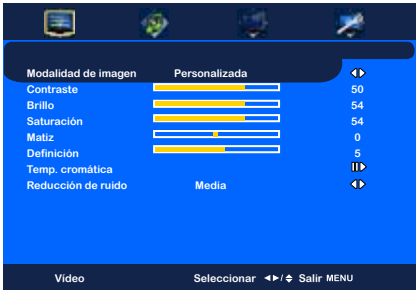 Modalidad de imagen Personalizada
Contraste 50
Brillo 54
Saturación 54
Matiz 0
Definición 5
Temp. cromática
Reducción de ruido Media
Vídeo Seleccionar ◄►/⬍ Salir MENU